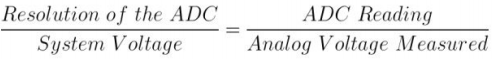 Resolution of the ADC
System Voltage
=
ADC Reading
Analog Voltage Measured